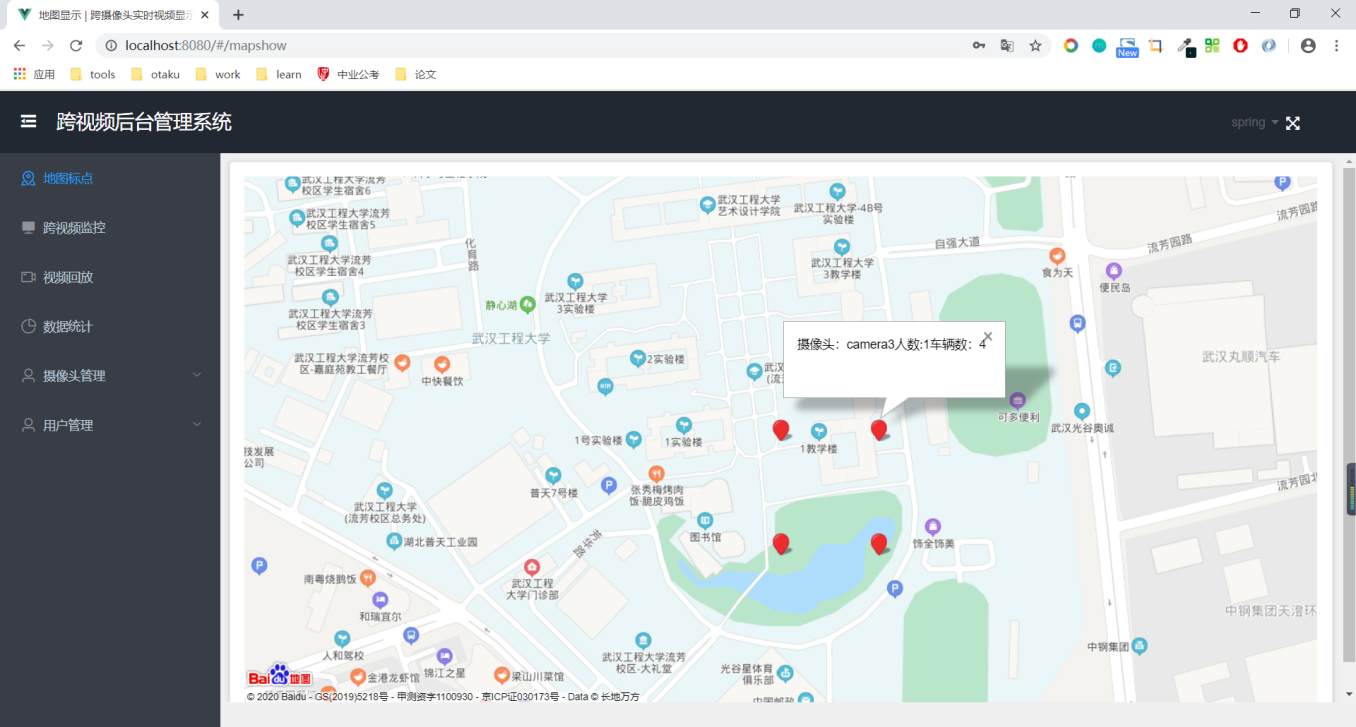 地图显示 | 跨摄像头实时视频显示
localhost:8080/#/mapshow
New
应用 tools otaku work learn 中业公考 论文
跨视频后台管理系统
spring
地图标点
跨视频监控
视频回放
数据统计
摄像头管理
用户管理
武汉工程大学流芳
校区学生宿舍6
武汉工程大学流芳
校区学生宿舍5
武汉工程大学流芳
校区学生宿舍4
武汉工程大学流芳
校区学生宿舍3
化育路
武汉工程大学
艺术设计学院
武汉工程大学-4B号
实验楼
武汉工程大学
3教学楼
自强大道
流芳园路
流芳园路
食为天
便民岛
静心湖
武汉工程大学
3实验楼
武汉工程大学
武汉工程大学流芳校
区-嘉庭苑教工餐厅
中快餐饮
2实验楼
ATM
摄像头：camera3人数:1车辆数：4
武汉丸顺汽车
可多便利
武汉光谷奥诚
1号实验楼
1实验楼
1教学楼
技发展
公司
普天7号楼
张秀梅烤肉
饭·脆皮鸡饭
流芳园北
武汉工程大学
(流芳校区总务处)
湖北普天工业园
图书馆
饰全饰美
芳华路
南粤烧鹅饭
武汉工程
大学门诊部
和瑞宜尔
人和驾校
锦江之星
武汉工程大学流芳
校区-大礼堂
中钢集团天澄环
中钢集团
光谷星体育
俱乐部
金港龙虾馆
梁山川菜馆
中国邮政
Bai du 地图
© 2020 Baidu - GS(2019)5218号 - 甲测资字1100930 - 京ICP证030173号 - Data © 长地万方